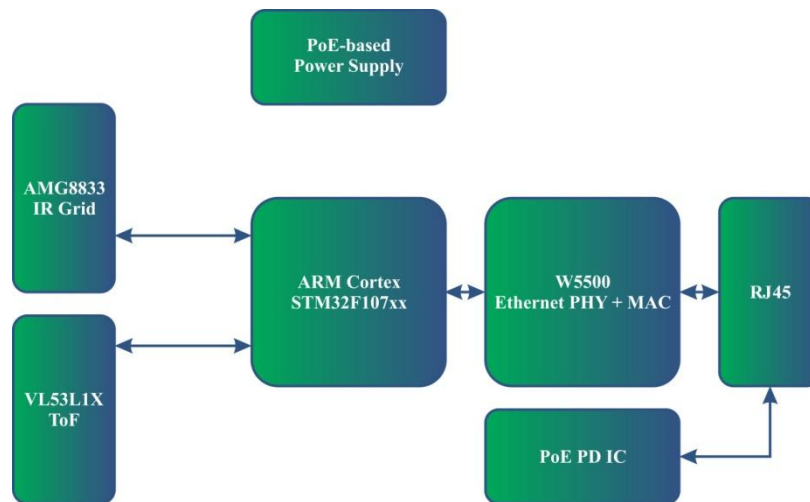 PoE-based
Power Supply
AMG8833
IR Grid
ARM Cortex
STM32F107xx
W5500
Ethernet PHY + MAC
RJ45
VL53L1X
ToF
PoE PD IC